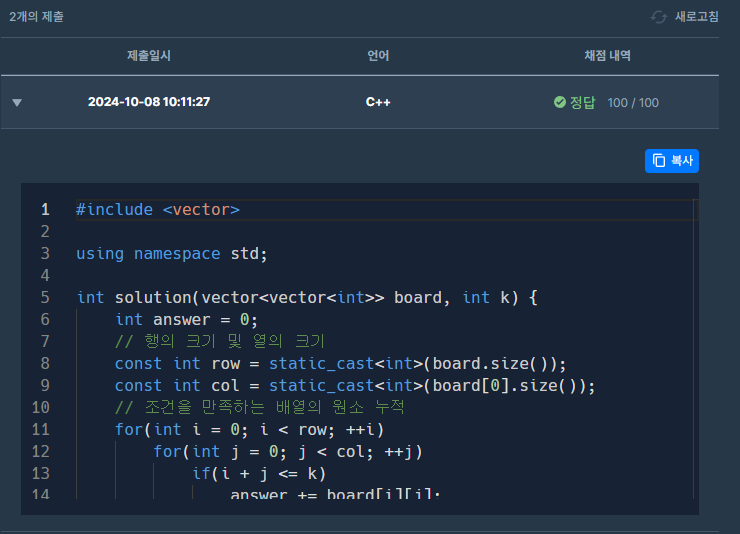 2개의 제출
새로고침
제출일시 언어 채점 내역
2024-10-08 10:11:27 C++ 정답 100 / 100
복사
1 #include <vector>
2
3 using namespace std;
4
5 int solution(vector<vector<int>> board, int k) {
6 int answer = 0;
7 // 행의 크기 및 열의 크기
8 const int row = static_cast<int>(board.size());
9 const int col = static_cast<int>(board[0].size());
10 // 조건을 만족하는 배열의 원소 누적
11 for(int i = 0; i < row; ++i)
12 for(int j = 0; j < col; ++j)
13 if(i + j <= k)
14 answer += board[i][j];